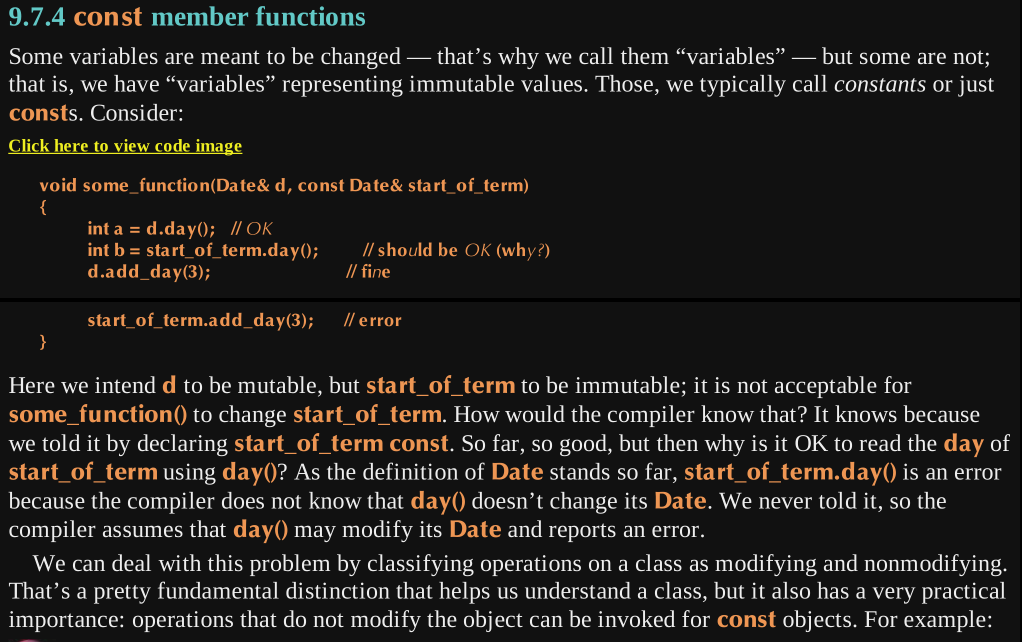 9.7.4 const member functions
Some variables are meant to be changed — that’s why we call them “variables” — but some are not;
that is, we have “variables” representing immutable values. Those, we typically call constants or just
consts. Consider:
Click here to view code image
void some_function(Date& d, const Date& start_of_term)
{
int a = d.day(); // OK
int b = start_of_term.day(); // should be OK (why?)
d.add_day(3); // fine
start_of_term.add_day(3); // error
}
Here we intend d to be mutable, but start_of_term to be immutable; it is not acceptable for
some_function() to change start_of_term. How would the compiler know that? It knows because
we told it by declaring start_of_term const. So far, so good, but then why is it OK to read the day of
start_of_term using day()? As the definition of Date stands so far, start_of_term.day() is an error
because the compiler does not know that day() doesn’t change its Date. We never told it, so the
compiler assumes that day() may modify its Date and reports an error.
We can deal with this problem by classifying operations on a class as modifying and nonmodifying.
That’s a pretty fundamental distinction that helps us understand a class, but it also has a very practical
importance: operations that do not modify the object can be invoked for const objects. For example: